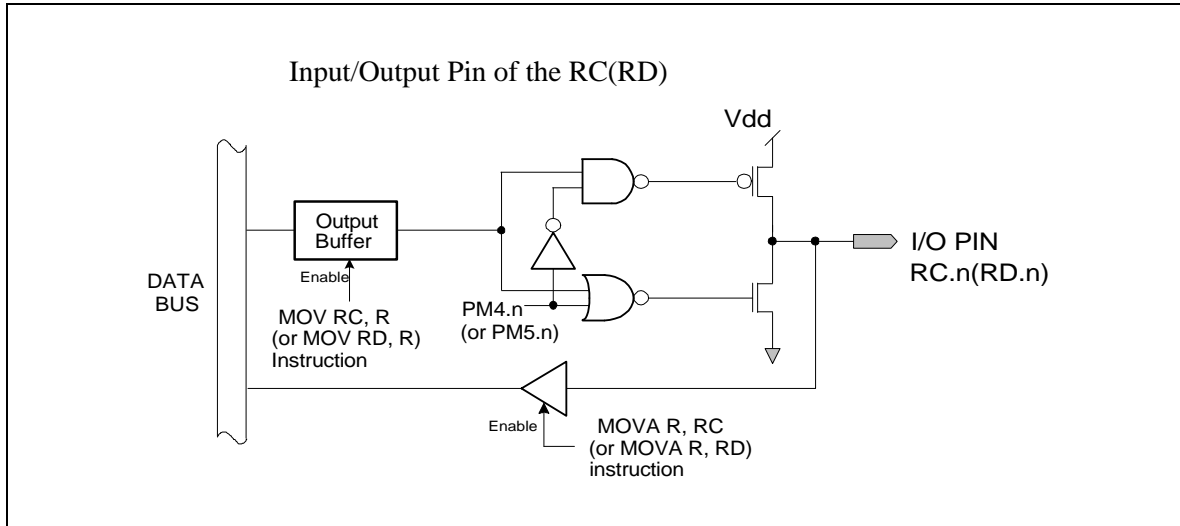 Input/Output Pin of the RC(RD)
Vdd
Output
Buffer
I/O PIN
RC.n(RD.n)
DATA
BUS
Enable
PM4.n
(or PM5.n)
MOV RC, R
(or MOV RD, R)
Instruction
Enable
MOVA R, RC
(or MOVA R, RD)
instruction